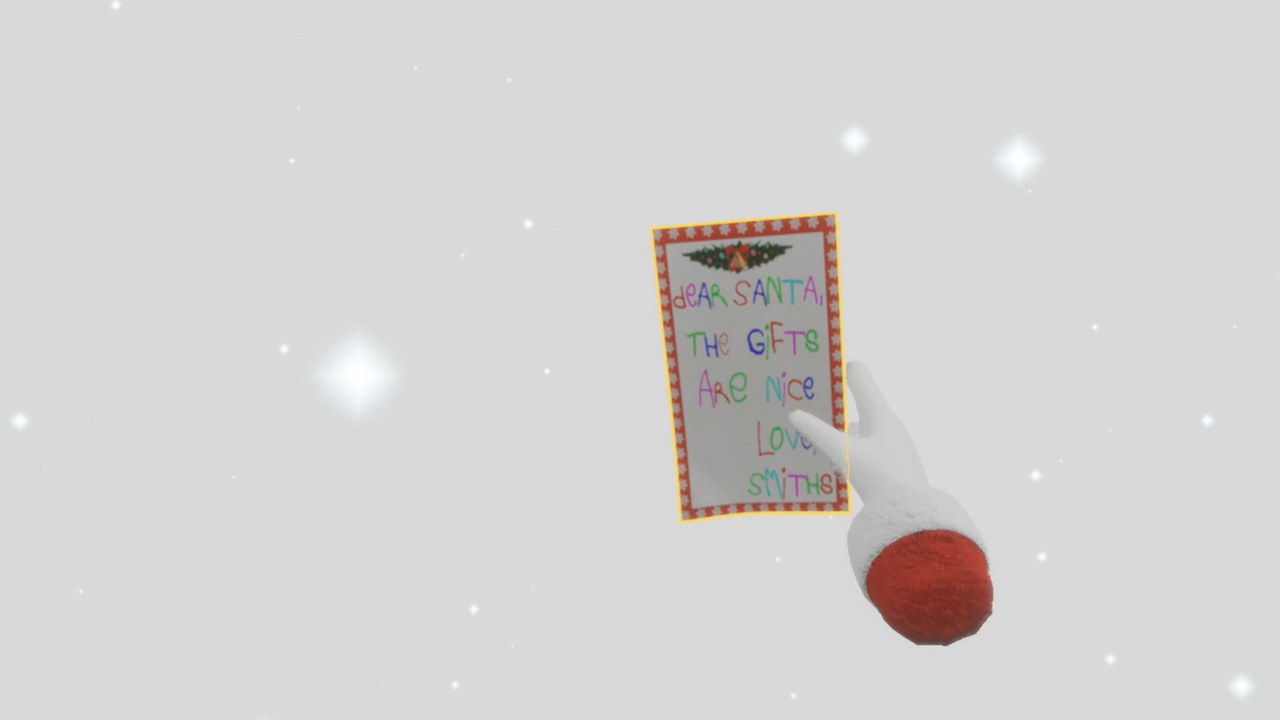 deAR SANTA,
THe GiFTS
ARe Nice
Love,
SMiTHS